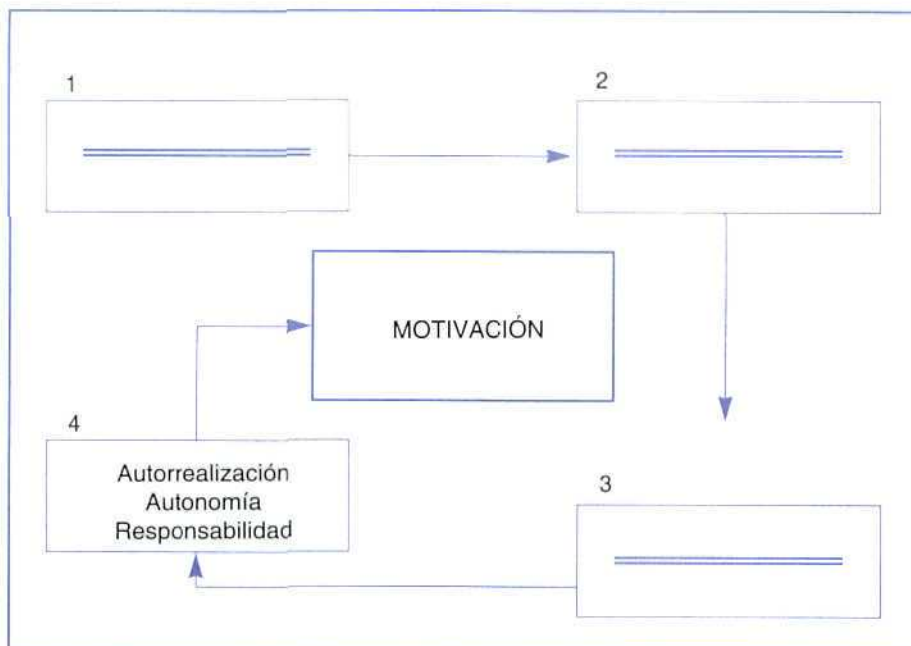 1
2
MOTIVACIÓN
4
Autorrealización
Autonomía
Responsabilidad
3